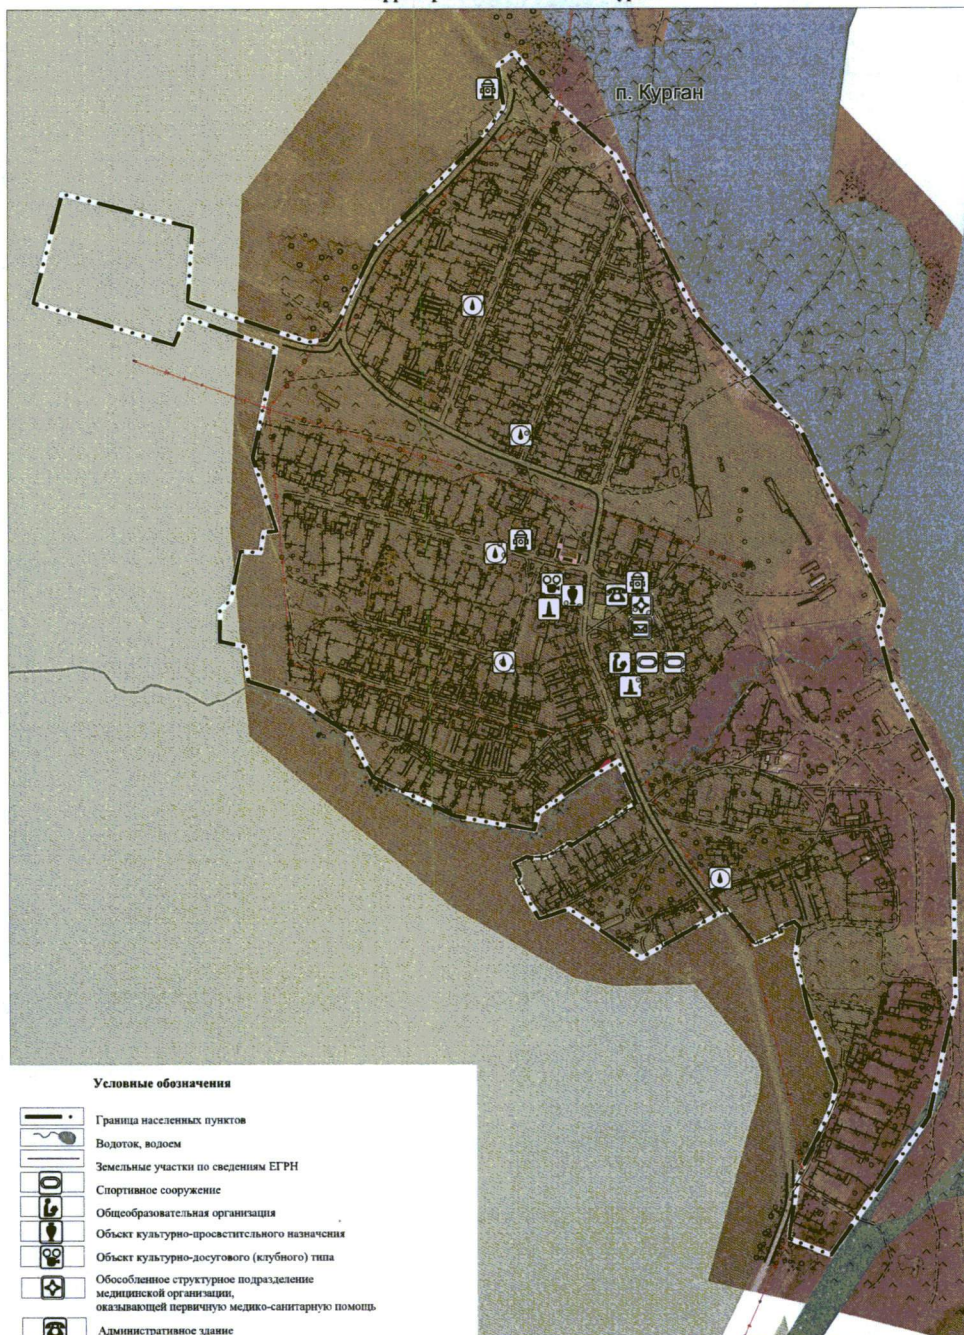 п. Курган
Условные обозначения
Граница населенных пунктов
Водоток, водоем
Земельные участки по сведениям ЕГРН
Спортивное сооружение
Общеобразовательная организация
Объект культурно-просветительного назначения
Объект культурно-досугового (клубного) типа
Обособленное структурное подразделение
медицинской организации,
оказывающей первичную медико-санитарную помощь
Административное здание